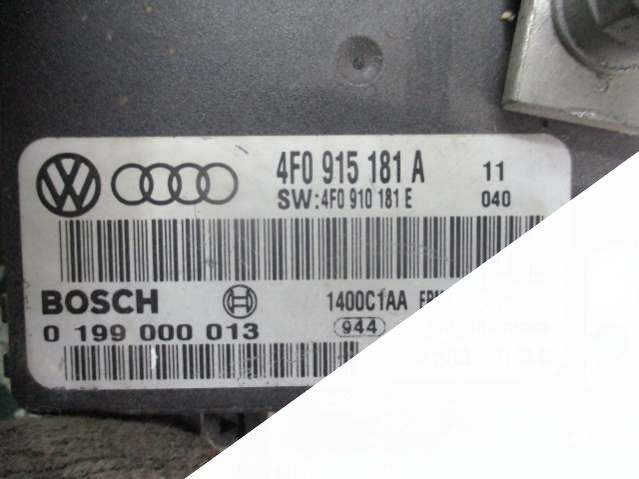 4F0 915 181 A 11
SW:4F0 910 181 E 040
BOSCH 1400C1AA
0 199 000 013 944